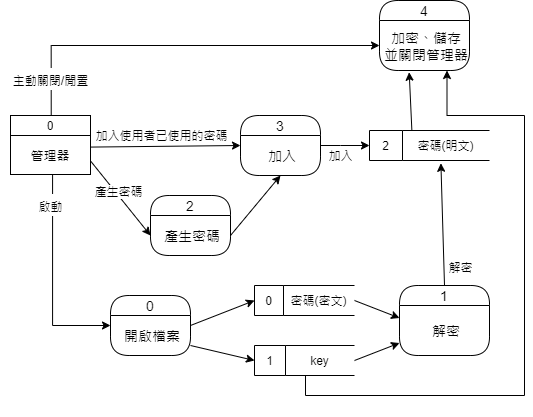 4
加密、儲存
並關閉管理器
主動關閉/閒置
0
管理器
加入使用者已使用的密碼
3
加入
加入
2
密碼(明文)
產生密碼
2
產生密碼
啟動
解密
0
開啟檔案
0
密碼(密文)
1
key
1
解密